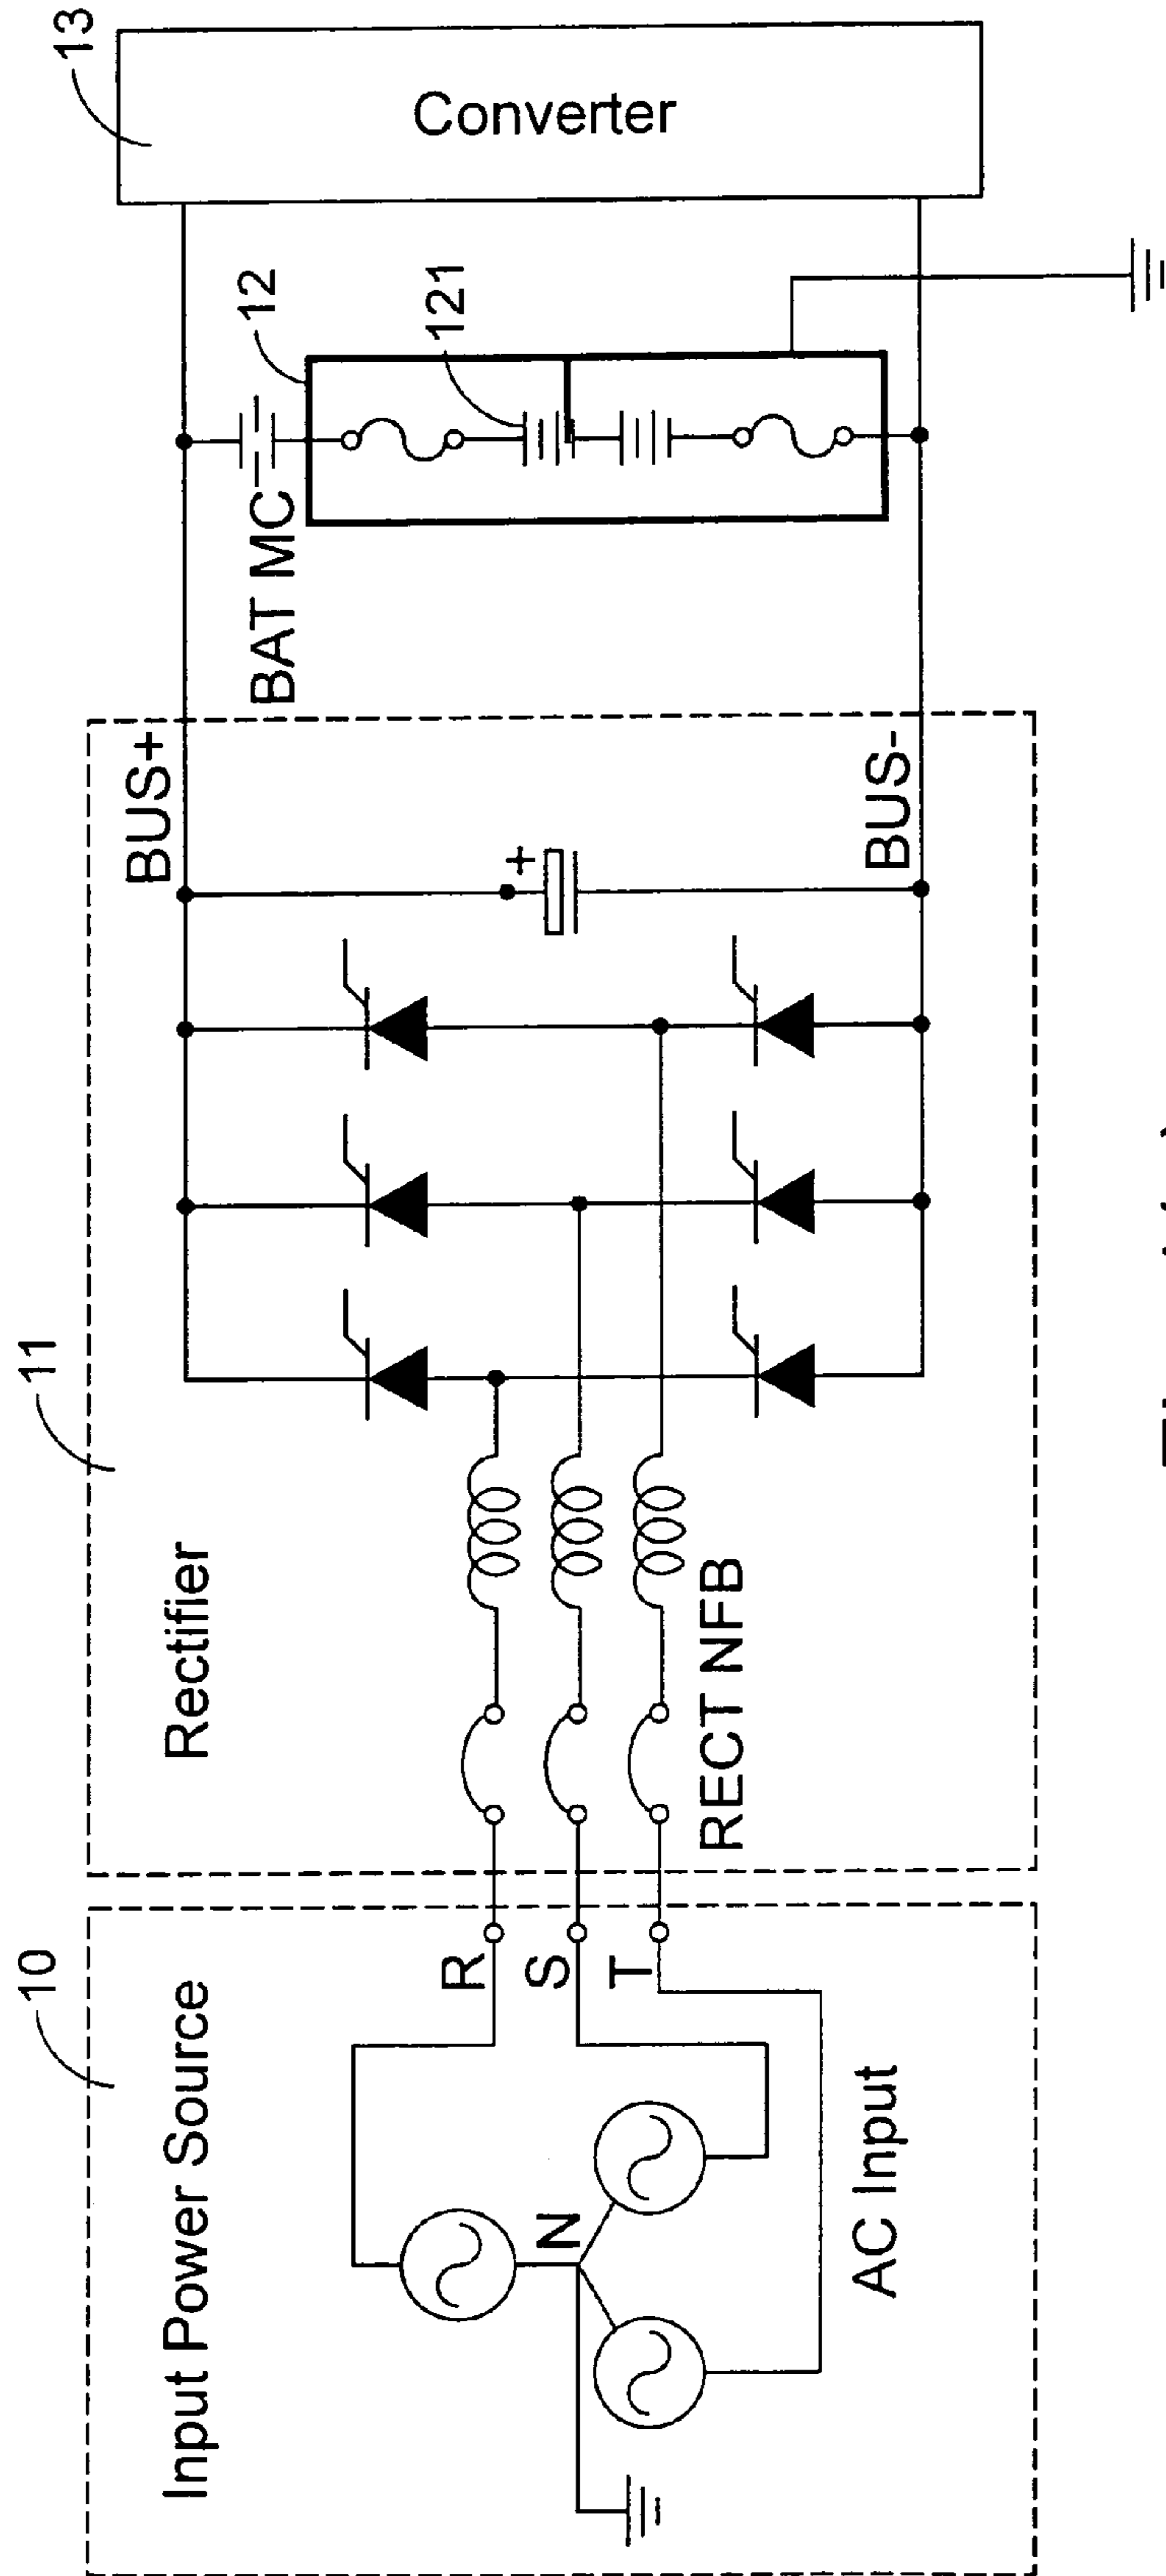 10
11
12
13
121
Input Power Source
Rectifier
BUS+
BAT MC
Converter
R
S
T
N
AC Input
RECT NFB
BUS-
+